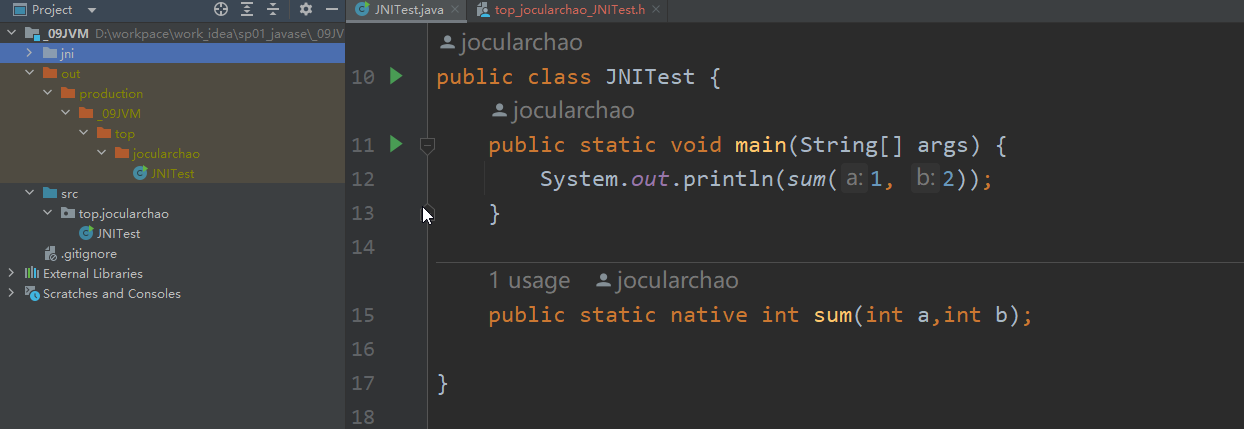 Project
_09JVM D:\workpace\work_idea\sp01_javase\_09JV
jni
out
production
_09JVM
top
jocularchao
JNITest
src
top.jocularchao
JNITest
.gitignore
External Libraries
Scratches and Consoles
JNITest.java top_jocularchao_JNITest.h
jocularchao
10 public class JNITest {
jocularchao
11 public static void main(String[] args) {
12 System.out.println(sum( a: 1, b: 2));
13 }
14
1 usage jocularchao
15 public static native int sum(int a,int b);
16
17 }
18